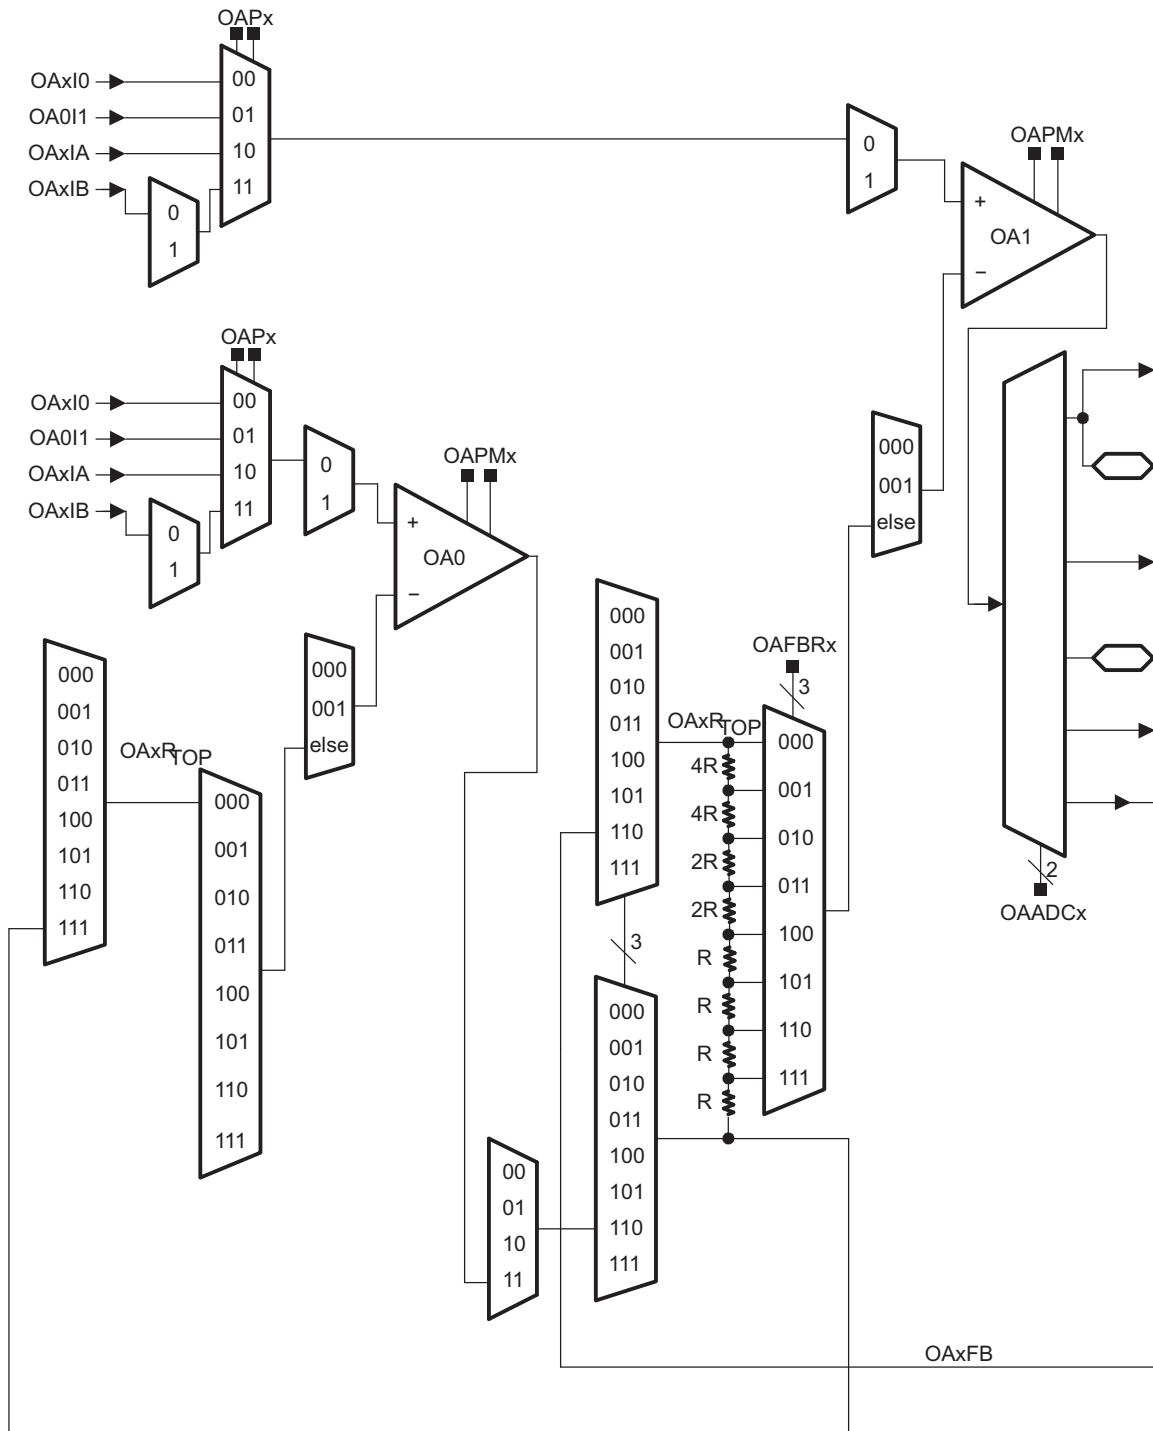 OAPx
OAxI0
OA0I1
OAxIA
OAxIB
00
01
10
11
0
1
0
1
OAPMx
+
OA1
−
OAPx
OAxI0
OA0I1
OAxIA
OAxIB
00
01
10
11
0
1
0
1
OAPMx
+
OA0
−
000
001
else
000
001
else
000
001
010
011
100
101
110
111
OAxRTOP
000
001
010
011
100
101
110
111
000
001
010
011
100
101
110
111
3
OAxRTOP
4R
4R
2R
2R
R
R
R
R
OAFBRx
3
000
001
010
011
100
101
110
111
2
OAADCx
000
001
010
011
100
101
110
111
00
01
10
11
OAxFB